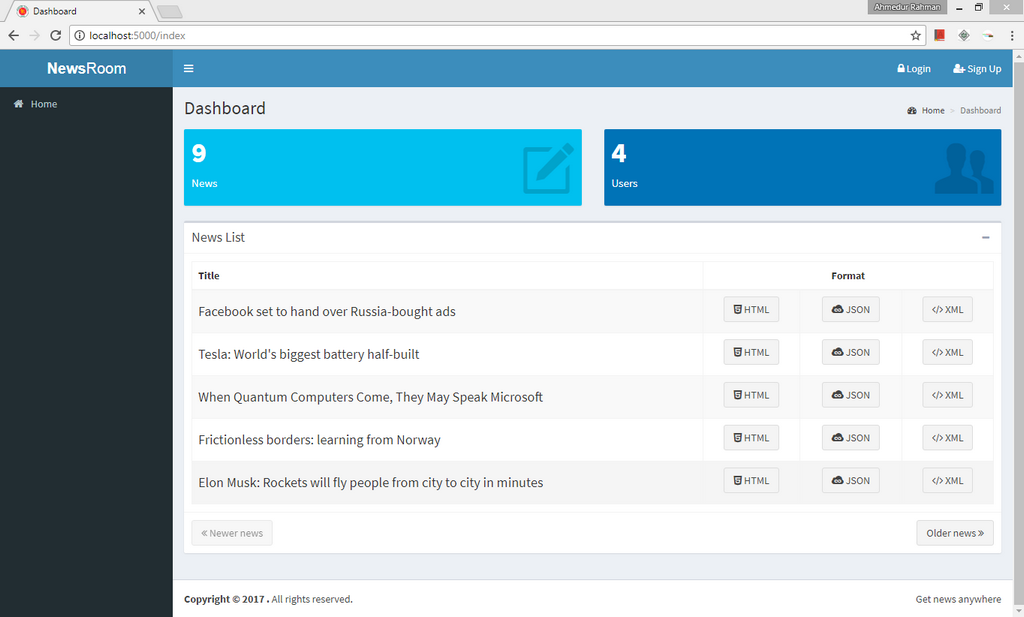 Dashboard
Ahmedur Rahman
localhost:5000/index
NewsRoom
Login
Sign Up
Home
Dashboard
Home > Dashboard
9
News
4
Users
News List
Title Format
Facebook set to hand over Russia-bought ads HTML JSON </> XML
Tesla: World's biggest battery half-built HTML JSON </> XML
When Quantum Computers Come, They May Speak Microsoft HTML JSON </> XML
Frictionless borders: learning from Norway HTML JSON </> XML
Elon Musk: Rockets will fly people from city to city in minutes HTML JSON </> XML
« Newer news
Older news »
Copyright © 2017 . All rights reserved.
Get news anywhere